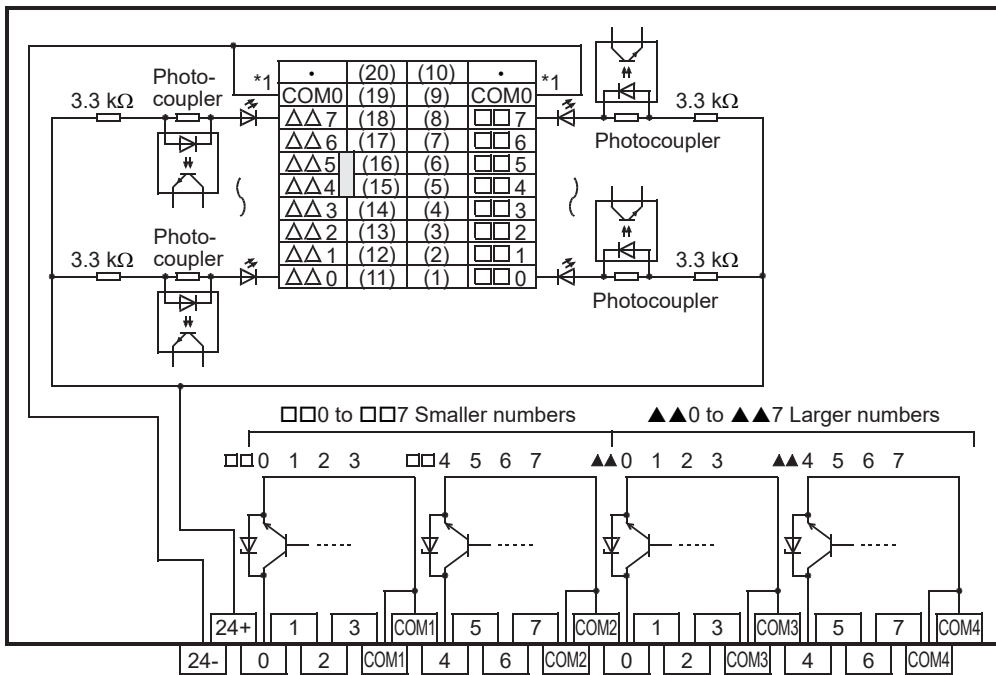 *1 • (20) (10) • *1
Photo-
coupler
3.3 kΩ
COM0 (19) (9) COM0
3.3 kΩ
△△7 (18) (8) □□7
Photocoupler
△△6 (17) (7) □□6
△△5 (16) (6) □□5
△△4 (15) (5) □□4
△△3 (14) (4) □□3
Photo-
coupler
△△2 (13) (3) □□2
3.3 kΩ
△△1 (12) (2) □□1
3.3 kΩ
△△0 (11) (1) □□0
Photocoupler
□□0 to □□7 Smaller numbers ▲▲0 to ▲▲7 Larger numbers
□□0 1 2 3 □□4 5 6 7 ▲▲0 1 2 3 ▲▲4 5 6 7
24+ 1 3 COM1 5 7 COM2 1 3 COM3 5 7 COM4
24- 0 2 COM1 4 6 COM2 0 2 COM3 4 6 COM4